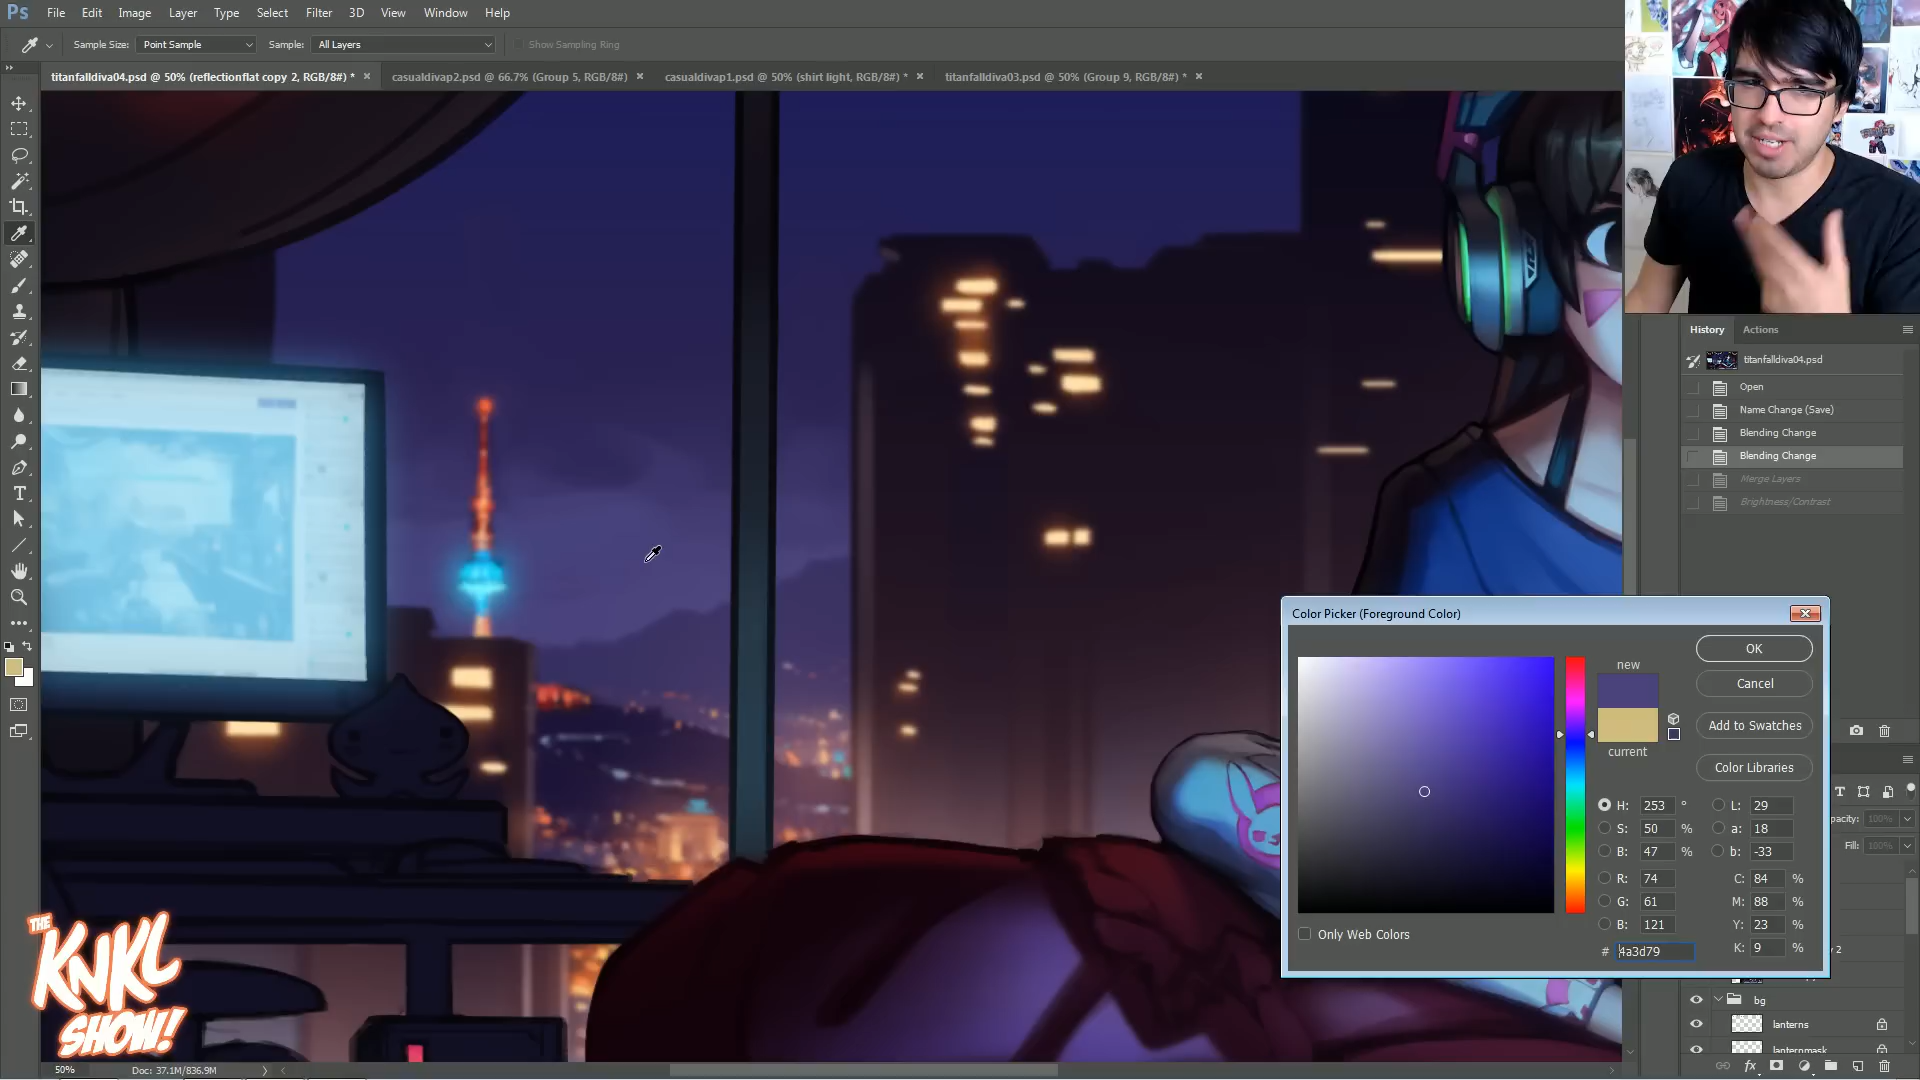 Ps File Edit Image Layer Type Select Filter 3D View Window Help
Sample Size: Point Sample Sample: All Layers Show Sampling Ring
titanfalldiva04.psd @ 50% (reflectionflat copy 2, RGB/8#) * casualdivap2.psd @ 66.7% (Group 5, RGB/8#) casualdivap1.psd @ 50% (shirt light, RGB/8#) * titanfalldiva03.psd @ 50% (Group 9, RGB/8#) *
History Actions
titanfalldiva04.psd
Open
Name Change (Save)
Blending Change
Blending Change
Merge Layers
Brightness/Contrast
Color Picker (Foreground Color)
new
current
OK
Cancel
Add to Swatches
Color Libraries
H: 253 ° L: 29
S: 50 % a: 18
B: 47 % b: -33
R: 74 C: 84 %
G: 61 M: 88 %
B: 121 Y: 23 %
# 4a3d79 K: 9 %
Only Web Colors
pacity: 100%
Fill: 100%
bg
lanterns
lanternmask
THE
KNKL
SHOW!
50% Doc: 37.1M/836.9M